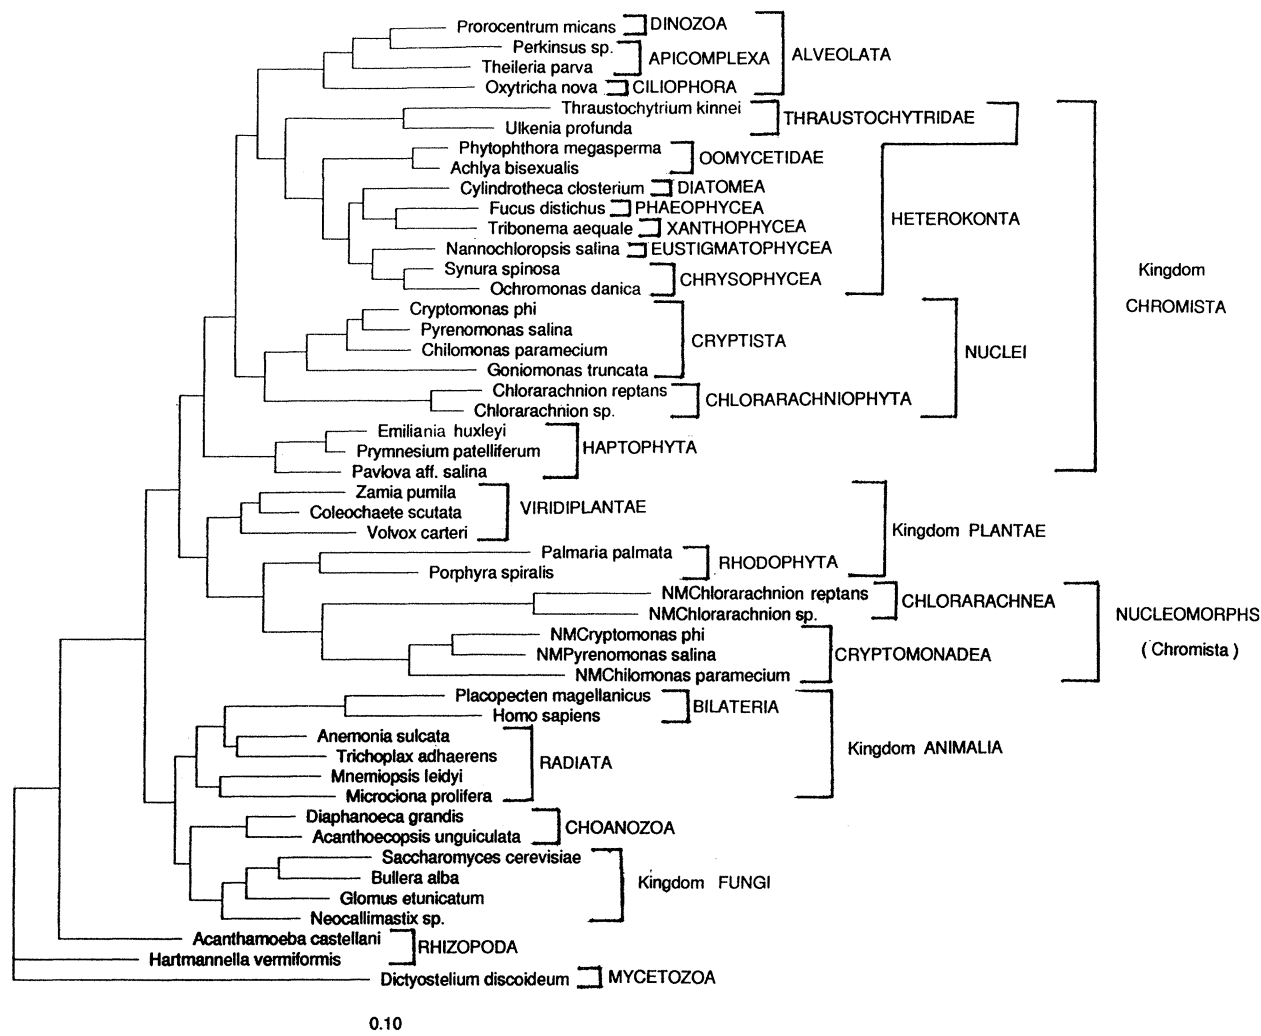 Prorocentrum micans DINOZOA
Perkinsus sp.
APICOMPLEXA ALVEOLATA
Theileria parva
Oxytricha nova CILIOPHORA
Thraustochytrium kinnei
THRAUSTOCHYTRIDAE
Ulkenia profunda
Phytophthora megasperma
OOMYCETIDAE
Achlya bisexualis
Cylindrotheca closterium DIATOMEA
Fucus distichus PHAEOPHYCEA
HETEROKONTA
Tribonema aequale XANTHOPHYCEA
Nannochloropsis salina EUSTIGMATOPHYCEA
Synura spinosa
CHRYSOPHYCEA
Ochromonas danica
Kingdom
CHROMISTA
Cryptomonas phi
Pyrenomonas salina
CRYPTISTA
Chilomonas paramecium
NUCLEI
Goniomonas truncata
Chlorarachnion reptans
CHLORARACHNIOPHYTA
Chlorarachnion sp.
Emiliania huxleyi
HAPTOPHYTA
Prymnesium patelliferum
Pavlova aff. salina
Zamia pumila
VIRIDIPLANTAE
Coleochaete scutata
Volvox carteri
Kingdom PLANTAE
Palmaria palmata
RHODOPHYTA
Porphyra spiralis
NMChlorarachnion reptans
CHLORARACHNEA
NMChlorarachnion sp.
NUCLEOMORPHS
(Chromista)
NMCryptomonas phi
NMPyrenomonas salina
CRYPTOMONADEA
NMChilomonas paramecium
Placopecten magellanicus
BILATERIA
Homo sapiens
Anemonia sulcata
Kingdom ANIMALIA
Trichoplax adhaerens
RADIATA
Mnemiopsis leidyi
Microciona prolifera
Diaphanoeca grandis
CHOANOZOA
Acanthoecopsis unguiculata
Saccharomyces cerevisiae
Bullera alba
Kingdom FUNGI
Glomus etunicatum
Neocallimastix sp.
Acanthamoeba castellani
RHIZOPODA
Hartmannella vermiformis
Dictyostelium discoideum MYCETOZOA
0.10